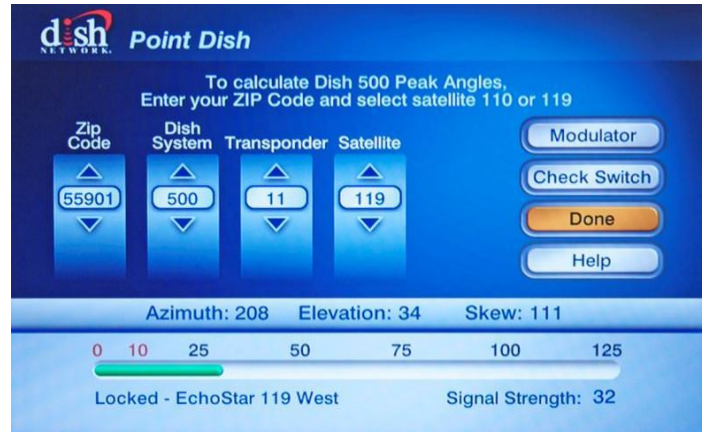 dish
NETWORK.
Point Dish
To calculate Dish 500 Peak Angles,
Enter your ZIP Code and select satellite 110 or 119
Zip Code
Dish System
Transponder
Satellite
55901
500
11
119
Modulator
Check Switch
Done
Help
Azimuth: 208 Elevation: 34 Skew: 111
0 10 25 50 75 100 125
Locked - EchoStar 119 West
Signal Strength: 32